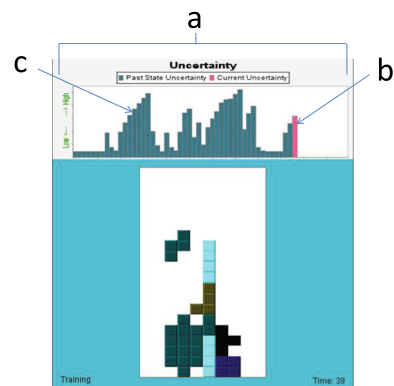 a
Uncertainty
c
b
Past State Uncertainty Current Uncertainty
Low ← → High
Training
Time: 39